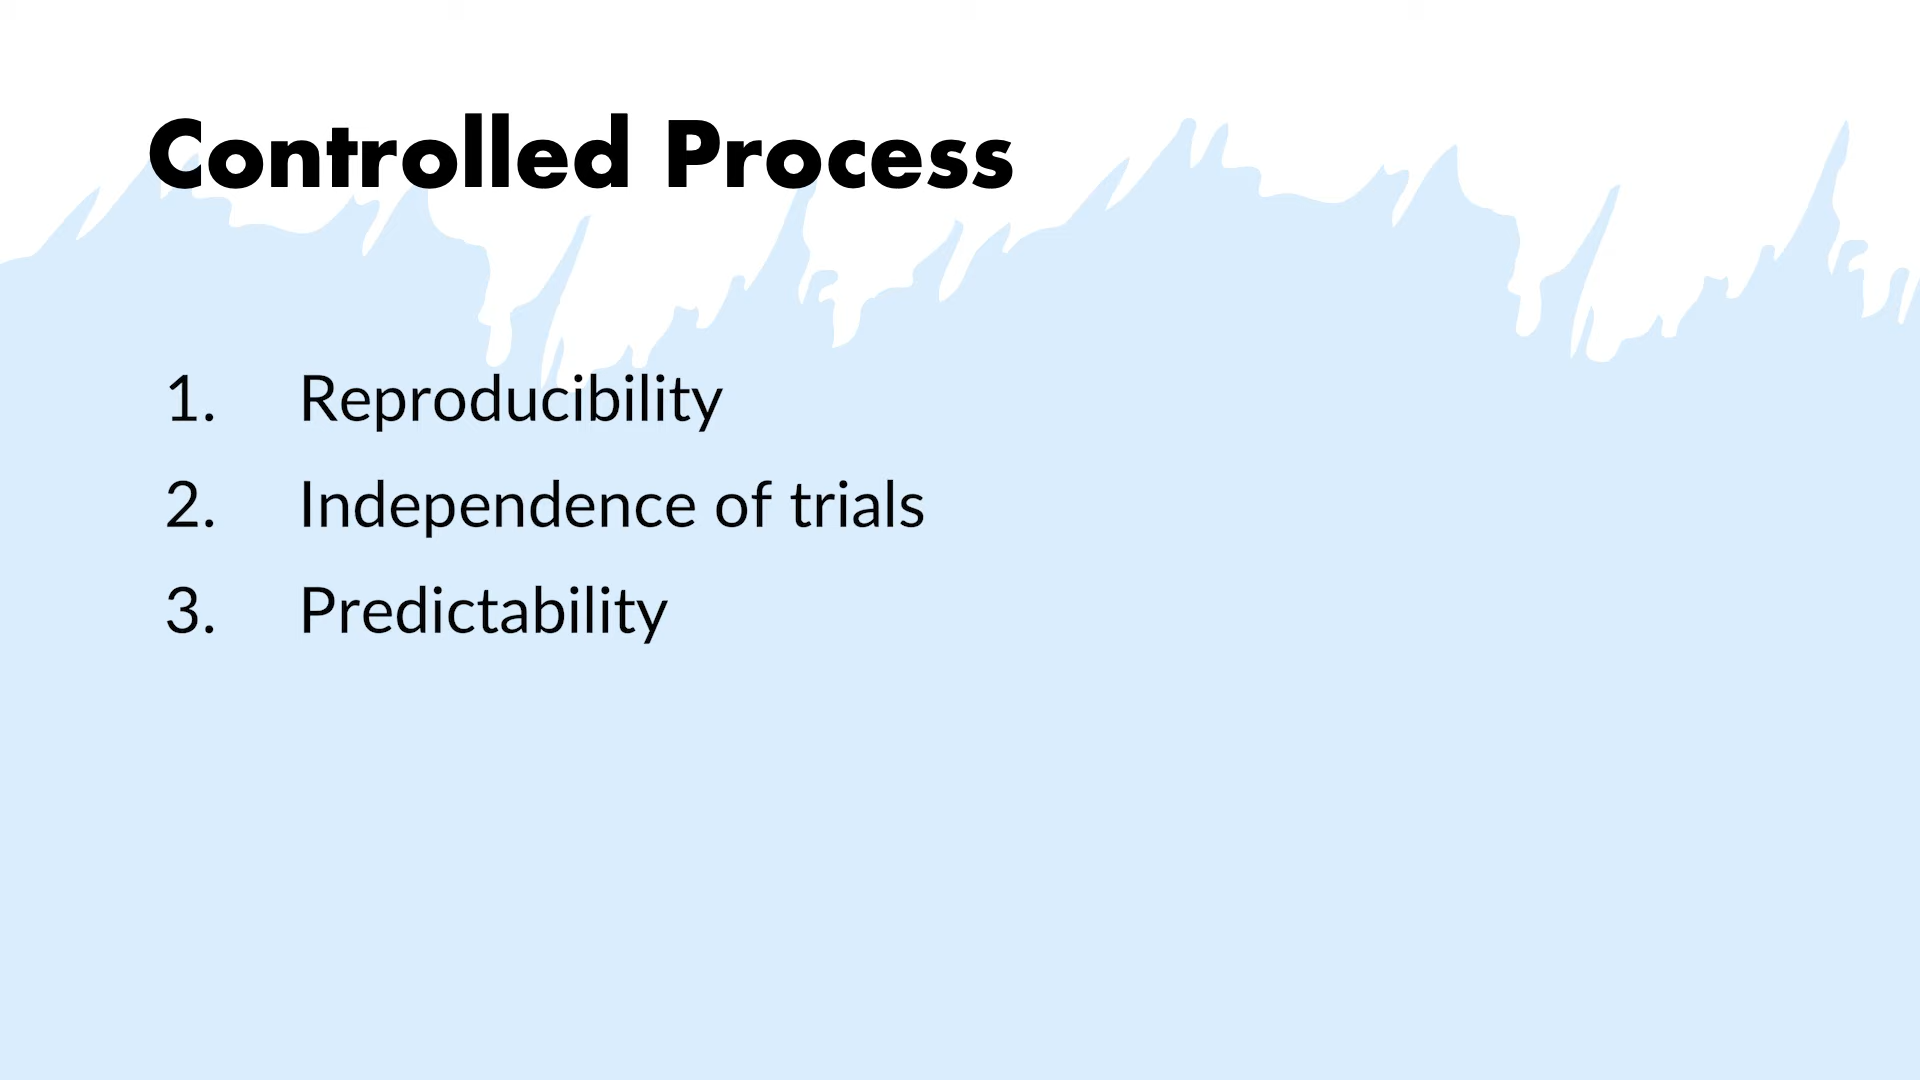 Controlled Process
1. Reproducibility
2. Independence of trials
3. Predictability